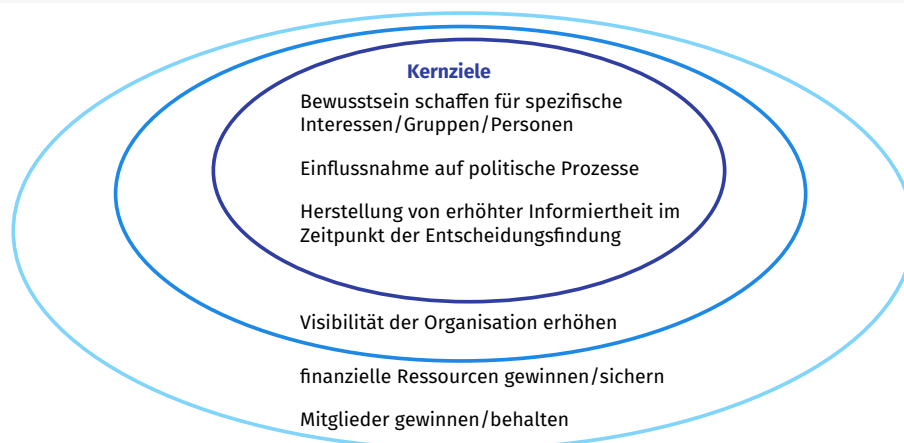 Kernziele
Bewusstsein schaffen für spezifische
Interessen/Gruppen/Personen
Einflussnahme auf politische Prozesse
Herstellung von erhöhter Informiertheit im
Zeitpunkt der Entscheidungsfindung
Visibilität der Organisation erhöhen
finanzielle Ressourcen gewinnen/sichern
Mitglieder gewinnen/behalten